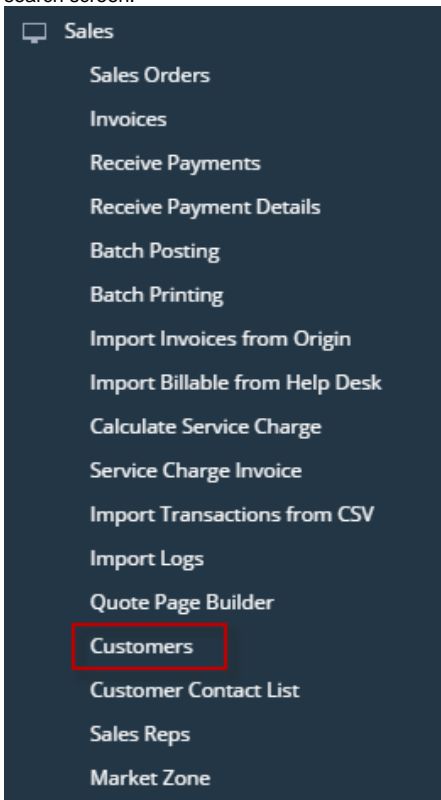 search screen.
Sales
Sales Orders
Invoices
Receive Payments
Receive Payment Details
Batch Posting
Batch Printing
Import Invoices from Origin
Import Billable from Help Desk
Calculate Service Charge
Service Charge Invoice
Import Transactions from CSV
Import Logs
Quote Page Builder
Customers
Customer Contact List
Sales Reps
Market Zone